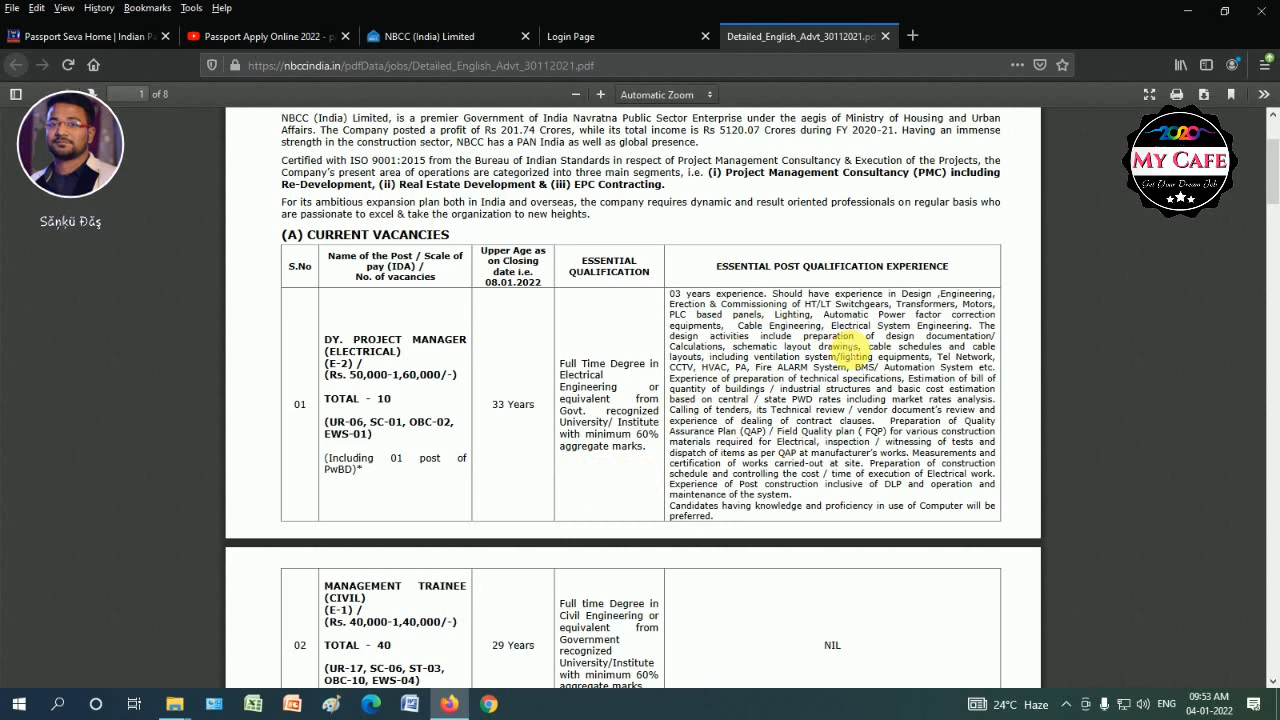 File Edit View History Bookmarks Tools Help
Passport Seva Home | Indian Pa
Passport Apply Online 2022 - pa
NBCC (India) Limited
Login Page
Detailed_English_Advt_30112021.pd
https://nbccindia.in/pdfData/jobs/Detailed_English_Advt_30112021.pdf
1 of 8
Automatic Zoom
Sāņkū Đāş
2020
MY CAFE
Get Your Dream Job
NBCC (India) Limited, is a premier Government of India Navratna Public Sector Enterprise under the aegis of Ministry of Housing and Urban
Affairs. The Company posted a profit of Rs 201.74 Crores, while its total income is Rs 5120.07 Crores during FY 2020-21. Having an immense
strength in the construction sector, NBCC has a PAN India as well as global presence.
Certified with ISO 9001:2015 from the Bureau of Indian Standards in respect of Project Management Consultancy & Execution of the Projects, the
Company's present area of operations are categorized into three main segments, i.e. (i) Project Management Consultancy (PMC) including
Re-Development, (ii) Real Estate Development & (iii) EPC Contracting.
For its ambitious expansion plan both in India and overseas, the company requires dynamic and result oriented professionals on regular basis who
are passionate to excel & take the organization to new heights.
(A) CURRENT VACANCIES
S.No
Name of the Post / Scale of
pay (IDA) /
No. of vacancies
Upper Age as
on Closing
date i.e.
08.01.2022
ESSENTIAL
QUALIFICATION
ESSENTIAL POST QUALIFICATION EXPERIENCE
01
DY. PROJECT MANAGER
(ELECTRICAL)
(E-2) /
(Rs. 50,000-1,60,000/-)
TOTAL - 10
(UR-06, SC-01, OBC-02,
EWS-01)
(Including 01 post of
PwBD)*
33 Years
Full Time Degree in
Electrical
Engineering or
equivalent from
Govt. recognized
University/ Institute
with minimum 60%
aggregate marks.
03 years experience. Should have experience in Design ,Engineering,
Erection & Commissioning of HT/LT Switchgears, Transformers, Motors,
PLC based panels, Lighting, Automatic Power factor correction
equipments, Cable Engineering, Electrical System Engineering. The
design activities include preparation of design documentation/
Calculations, schematic layout drawings, cable schedules and cable
layouts, including ventilation system/lighting equipments, Tel Network,
CCTV, HVAC, PA, Fire ALARM System, BMS/ Automation System etc.
Experience of preparation of technical specifications, Estimation of bill of
quantity of buildings / industrial structures and basic cost estimation
based on central / state PWD rates including market rates analysis.
Calling of tenders, its Technical review / vendor document's review and
experience of dealing of contract clauses. Preparation of Quality
Assurance Plan (QAP) / Field Quality plan ( FQP) for various construction
materials required for Electrical, inspection / witnessing of tests and
dispatch of items as per QAP at manufacturer's works. Measurements and
certification of works carried-out at site. Preparation of construction
schedule and controlling the cost / time of execution of Electrical work.
Experience of Post construction inclusive of DLP and operation and
maintenance of the system.
Candidates having knowledge and proficiency in use of Computer will be
preferred.
02
MANAGEMENT TRAINEE
(CIVIL)
(E-1) /
(Rs. 40,000-1,40,000/-)
TOTAL - 40
(UR-17, SC-06, ST-03,
OBC-10, EWS-04)
29 Years
Full time Degree in
Civil Engineering or
equivalent from
Government
recognized
University/Institute
with minimum 60%
aggregate marks
NIL
24°C Haze
ENG
09:53 AM
04-01-2022